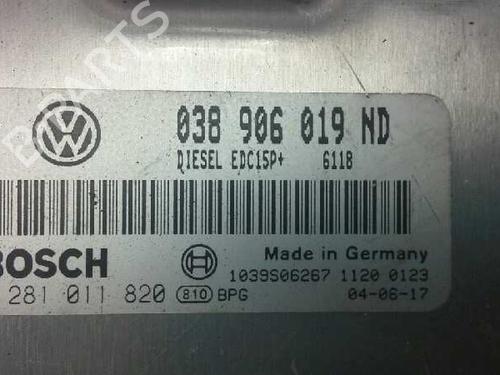 B PARTS
038 906 019 ND
DIESEL EDC15P+ 6118
BOSCH
Made in Germany
1039S06267 1120 0123
281 011 820 810 BPG 04-06-17